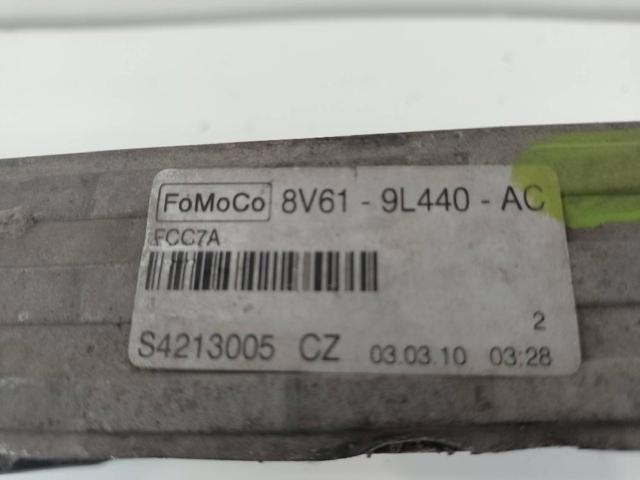 FoMoCo 8V61 - 9L440 - AC
FCC7A
2
S4213005 CZ 03.03.10 03:28